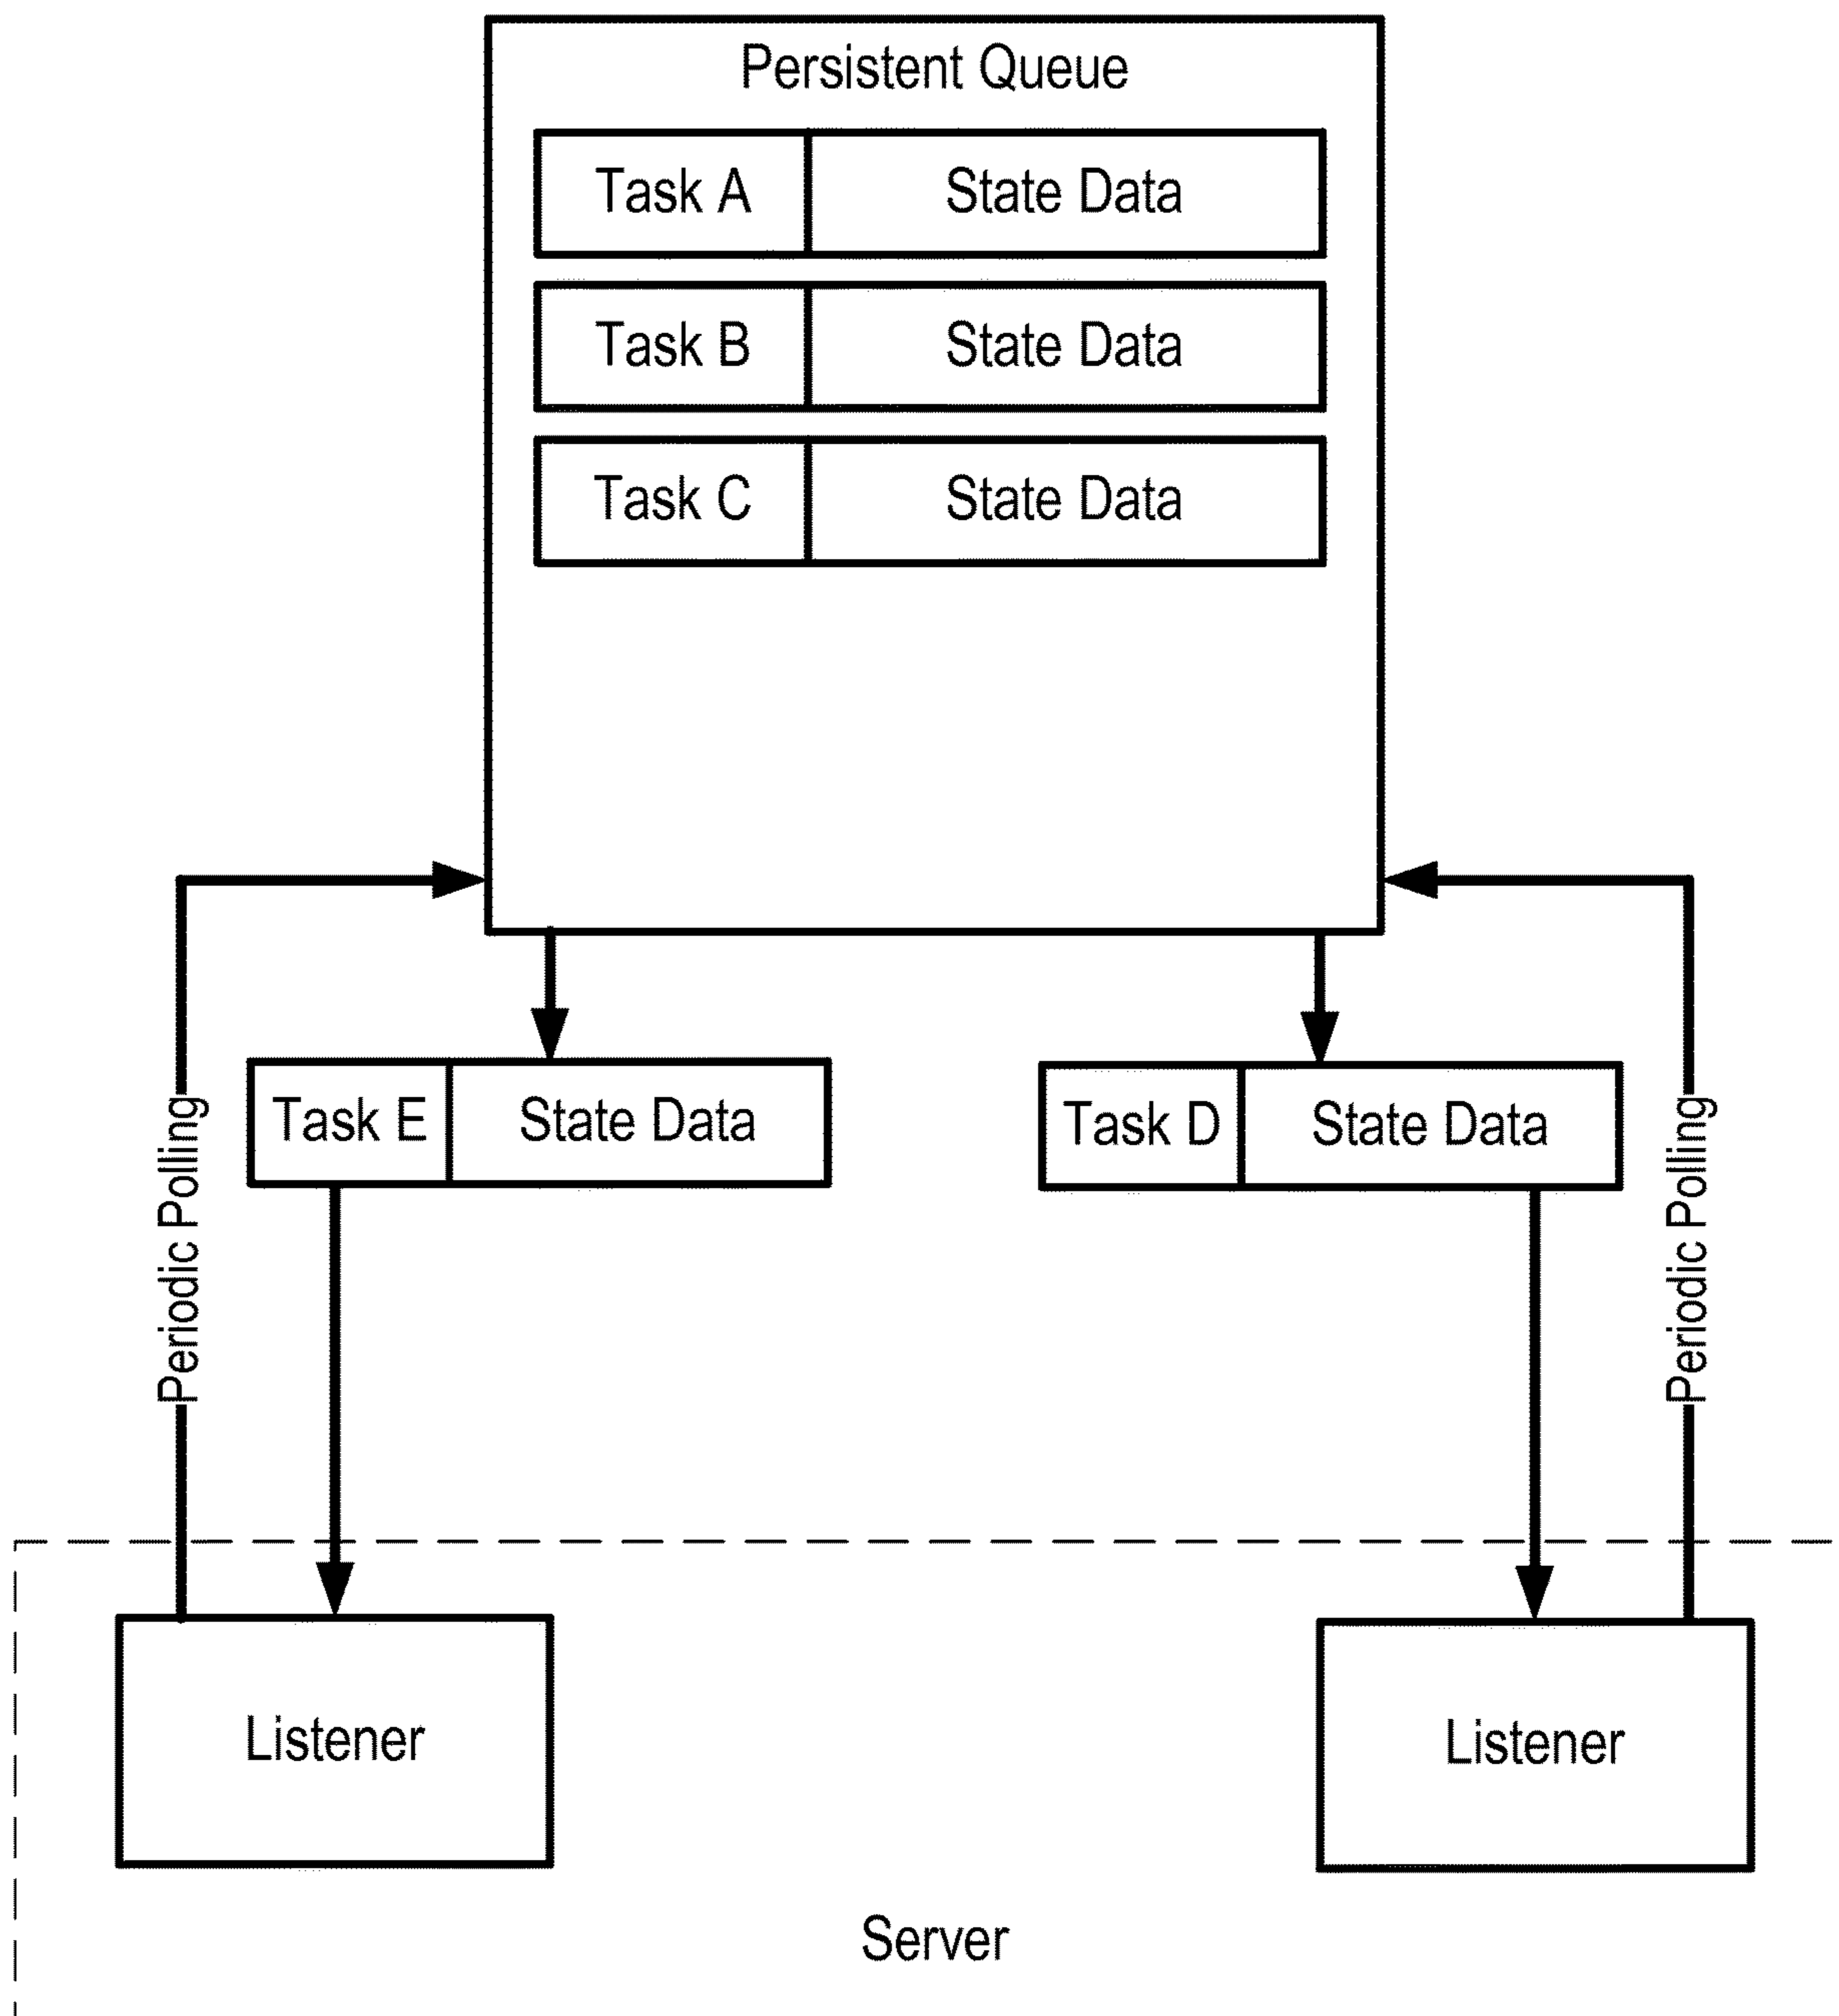 Persistent Queue
Task A State Data
Task B State Data
Task C State Data
Task E State Data
Task D State Data
Periodic Polling
Periodic Polling
Listener
Listener
Server